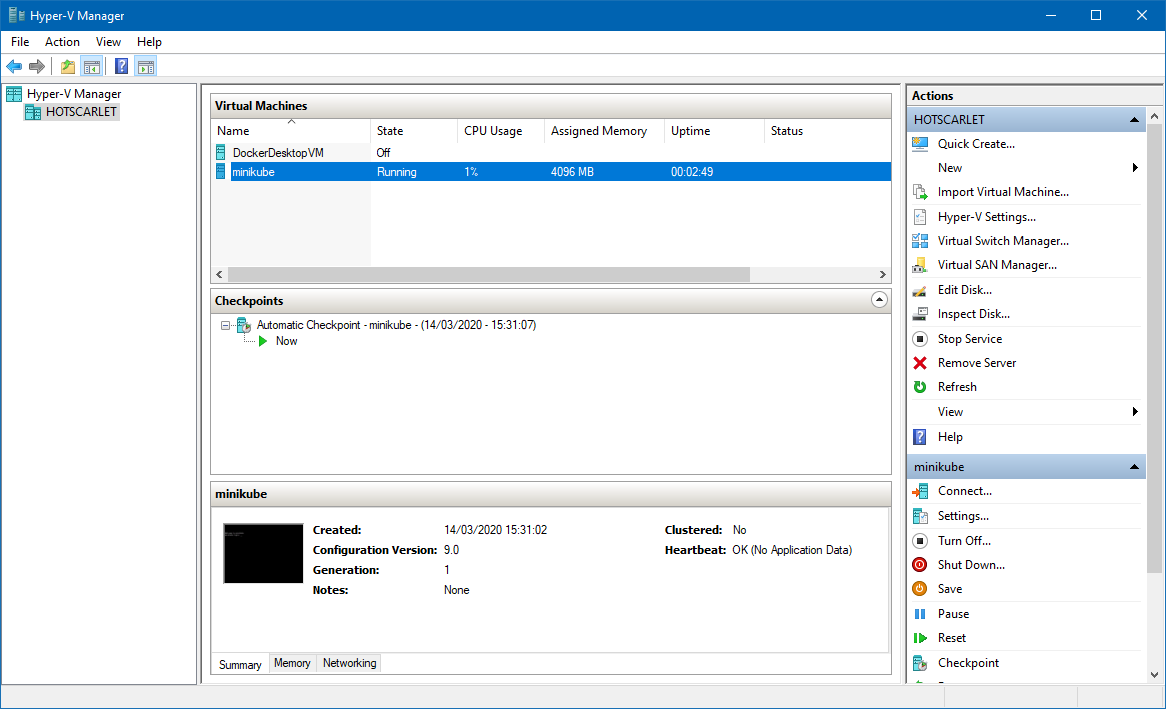 Hyper-V Manager
File Action View Help
Hyper-V Manager
HOTSCARLET
Virtual Machines
Name State CPU Usage Assigned Memory Uptime Status
DockerDesktopVM Off
minikube Running 1% 4096 MB 00:02:49
Checkpoints
Automatic Checkpoint - minikube - (14/03/2020 - 15:31:07)
Now
minikube
Created: 14/03/2020 15:31:02 Clustered: No
Configuration Version: 9.0 Heartbeat: OK (No Application Data)
Generation: 1
Notes: None
Summary Memory Networking
Actions
HOTSCARLET
Quick Create...
New
Import Virtual Machine...
Hyper-V Settings...
Virtual Switch Manager...
Virtual SAN Manager...
Edit Disk...
Inspect Disk...
Stop Service
Remove Server
Refresh
View
Help
minikube
Connect...
Settings...
Turn Off...
Shut Down...
Save
Pause
Reset
Checkpoint